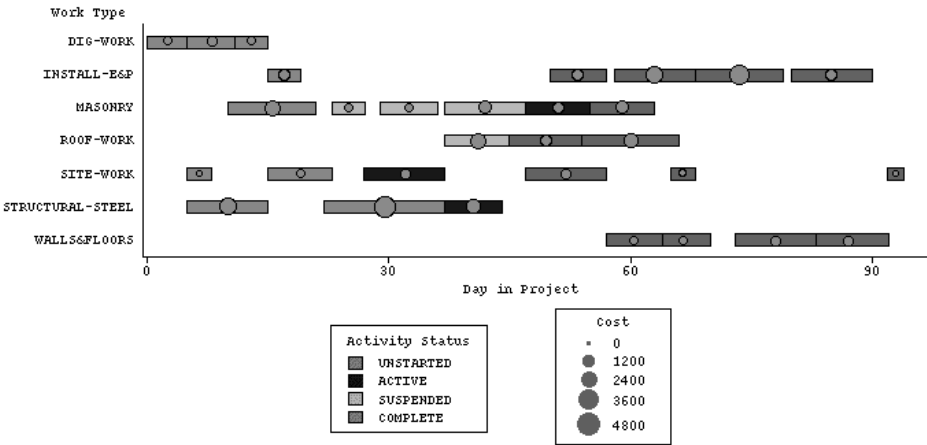 Work Type
DIG-WORK
INSTALL-E&P
MASONRY
ROOF-WORK
SITE-WORK
STRUCTURAL-STEEL
WALLS&FLOORS
0 30 60 90
Day in Project
Activity Status
UNSTARTED
ACTIVE
SUSPENDED
COMPLETE
Cost
0
1200
2400
3600
4800